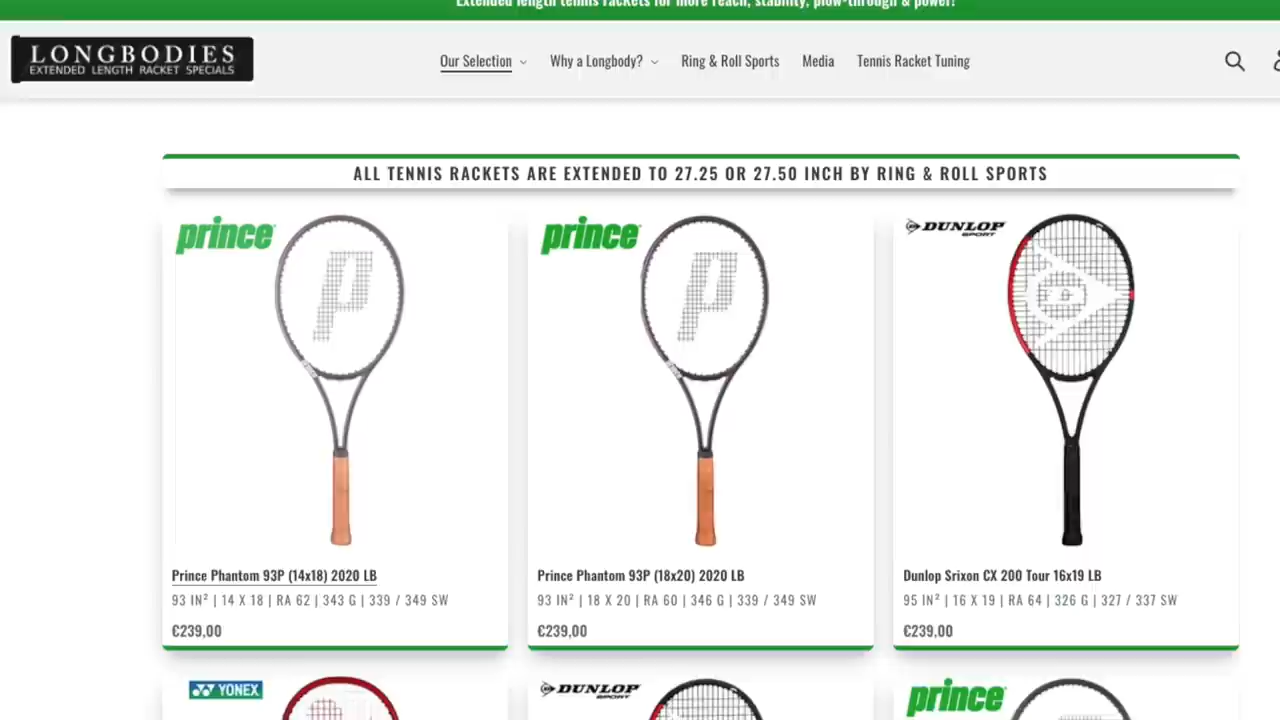 Extended length tennis rackets for more reach, stability, plow-through & power!
LONGBODIES
EXTENDED LENGTH RACKET SPECIALS
Our Selection Why a Longbody? Ring & Roll Sports Media Tennis Racket Tuning
ALL TENNIS RACKETS ARE EXTENDED TO 27.25 OR 27.50 INCH BY RING & ROLL SPORTS
prince prince DUNLOP
SPORT
Prince Phantom 93P (14x18) 2020 LB Prince Phantom 93P (18x20) 2020 LB Dunlop Srixon CX 200 Tour 16x19 LB
93 IN² | 14 X 18 | RA 62 | 343 G | 339 / 349 SW 93 IN² | 18 X 20 | RA 60 | 346 G | 339 / 349 SW 95 IN² | 16 X 19 | RA 64 | 326 G | 327 / 337 SW
€239,00 €239,00 €239,00
YONEX DUNLOP prince
SPORT